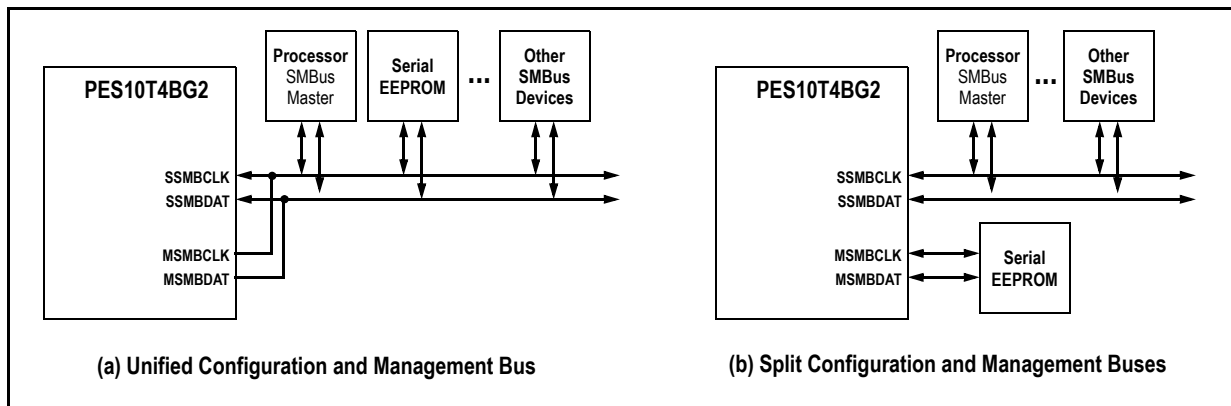 PES10T4BG2
Processor
SMBus
Master
Serial
EEPROM
...
Other
SMBus
Devices
SSMBCLK
SSMBDAT
MSMBCLK
MSMBDAT
(a) Unified Configuration and Management Bus
PES10T4BG2
Processor
SMBus
Master
...
Other
SMBus
Devices
SSMBCLK
SSMBDAT
MSMBCLK
MSMBDAT
Serial
EEPROM
(b) Split Configuration and Management Buses